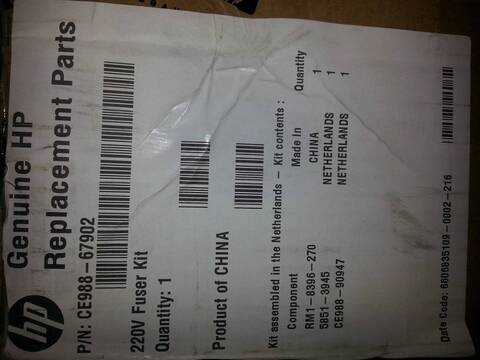 hp
Genuine HP
Replacement Parts
P/N: CE988-67902
220V Fuser Kit
Quantity: 1
Product of CHINA
Kit assembled in the Netherlands - Kit contents :
Component Made In Quantity
RM1-8396-270 CHINA 1
5851-3945 NETHERLANDS 1
CE988-90947 NETHERLANDS 1
Date Code: 6606835109-0002-216